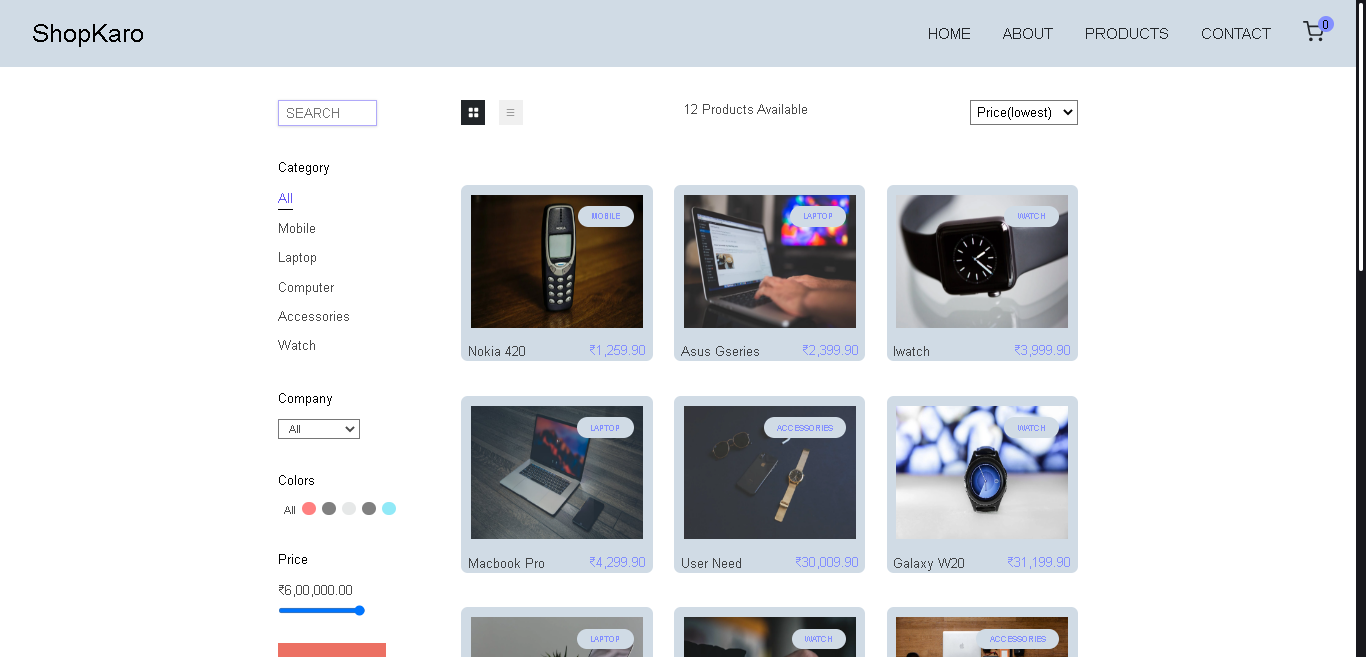 ShopKaro
HOME ABOUT PRODUCTS CONTACT 0
SEARCH
12 Products Available
Price(lowest)
Category
All
Mobile
Laptop
Computer
Accessories
Watch
Company
All
Colors
All
Price
₹6,00,000.00
MOBILE
Nokia 420 ₹1,259.90
LAPTOP
Asus Gseries ₹2,399.90
WATCH
Iwatch ₹3,999.90
LAPTOP
Macbook Pro ₹4,299.90
ACCESSORIES
User Need ₹30,009.90
WATCH
Galaxy W20 ₹31,199.90
LAPTOP
WATCH
ACCESSORIES